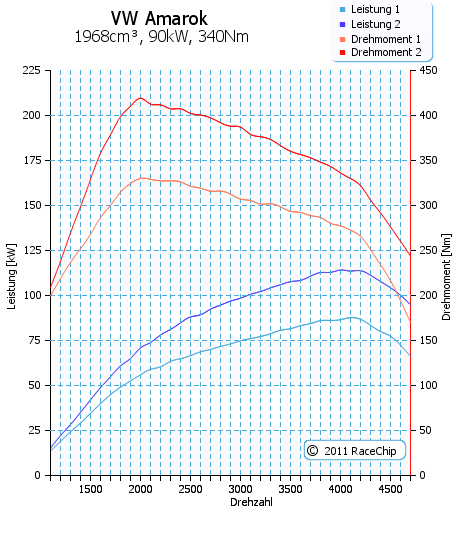 VW Amarok
1968cm³, 90kW, 340Nm
Leistung 1
Leistung 2
Drehmoment 1
Drehmoment 2
225
200
175
150
125
100
75
50
25
0
Leistung [kW]
450
400
350
300
250
200
150
100
50
0
Drehmoment [Nm]
1500 2000 2500 3000 3500 4000 4500
Drehzahl
© 2011 RaceChip